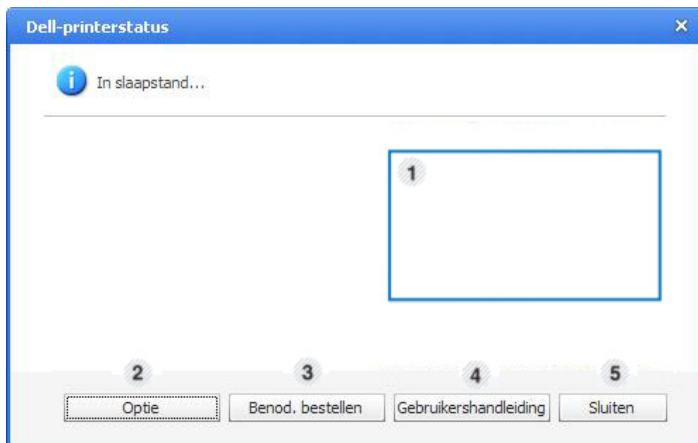 Dell-printerstatus
In slaapstand...
1
2 3 4 5
Optie Benod. bestellen Gebruikershandleiding Sluiten